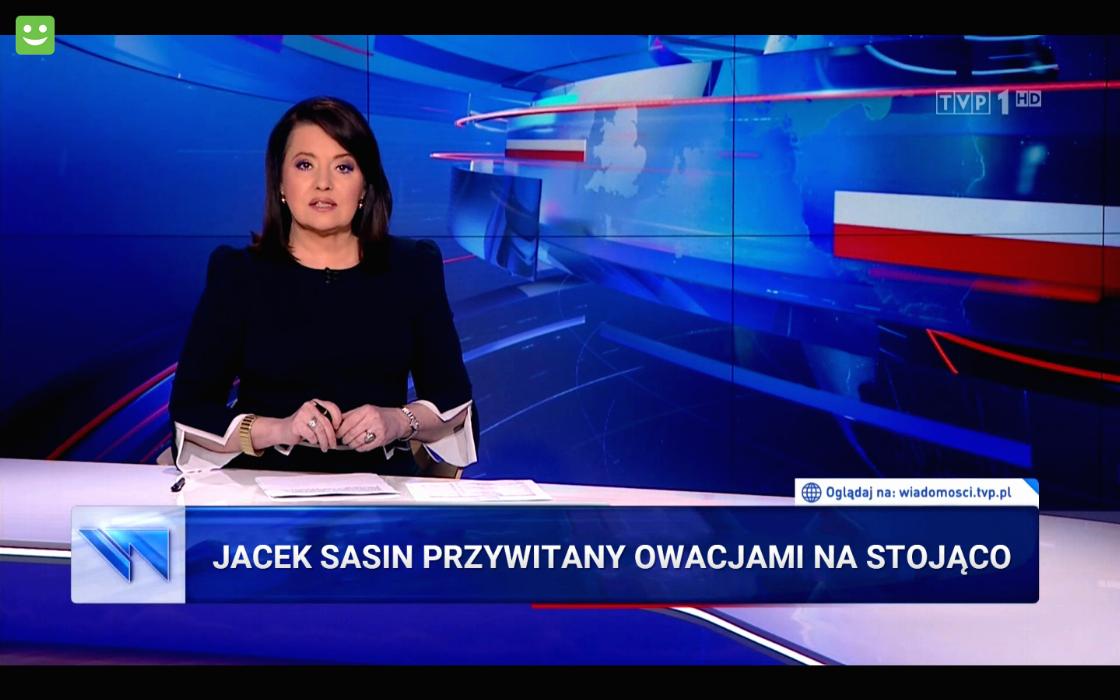 TVP 1 HD
Oglądaj na: wiadomosci.tvp.pl
JACEK SASIN PRZYWITANY OWACJAMI NA STOJĄCO